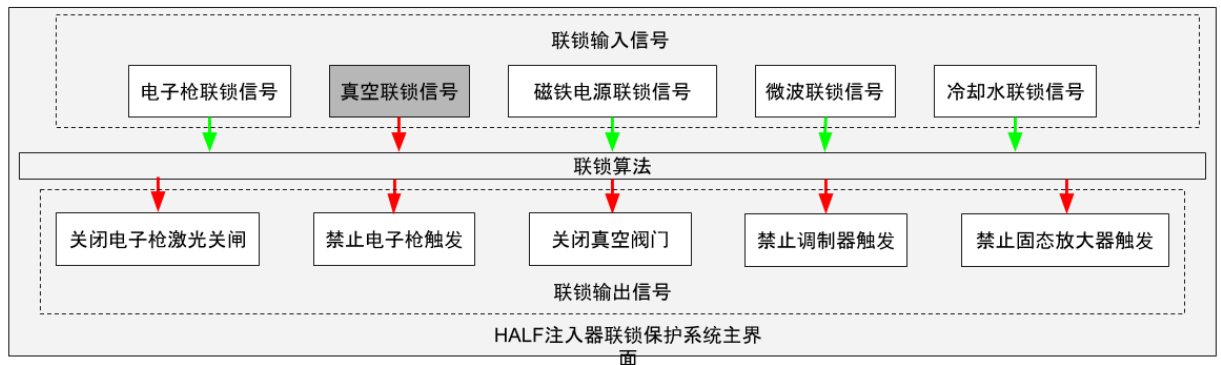 联锁输入信号
电子枪联锁信号
真空联锁信号
磁铁电源联锁信号
微波联锁信号
冷却水联锁信号
联锁算法
关闭电子枪激光关闸
禁止电子枪触发
关闭真空阀门
禁止调制器触发
禁止固态放大器触发
联锁输出信号
HALF注入器联锁保护系统主界
面